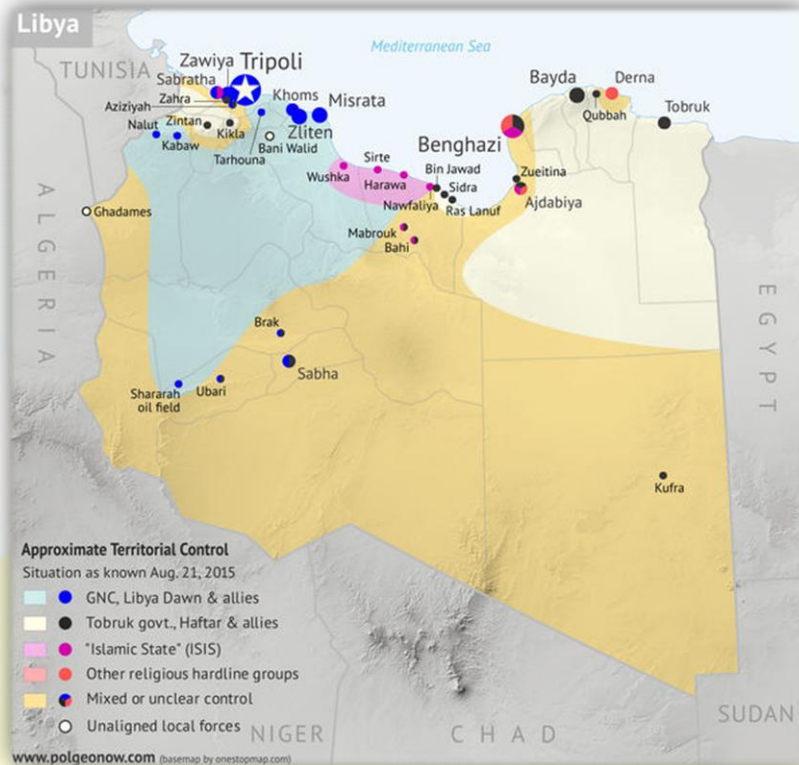 Libya
Mediterranean Sea
TUNISIA
Zawiya
Tripoli
Sabratha
Zahra
Aziziyah
Khoms
Misrata
Nalut
Zintan
Kikla
Zliten
Kabaw
Tarhouna
Bani Walid
Bayda
Derna
Qubbah
Tobruk
Benghazi
Sirte
Wushka
Harawa
Bin Jawad
Sidra
Nawfaliya
Ras Lanuf
Zueitina
Ajdabiya
Ghadames
Mabrouk
Bahi
ALGERIA
EGYPT
Brak
Sabha
Ubari
Shararah
oil field
Kufra
Approximate Territorial Control
Situation as known Aug. 21, 2015
GNC, Libya Dawn & allies
Tobruk govt., Haftar & allies
"Islamic State" (ISIS)
Other religious hardline groups
Mixed or unclear control
Unaligned local forces
NIGER
CHAD
SUDAN
www.polgeonow.com (basemap by onestopmap.com)